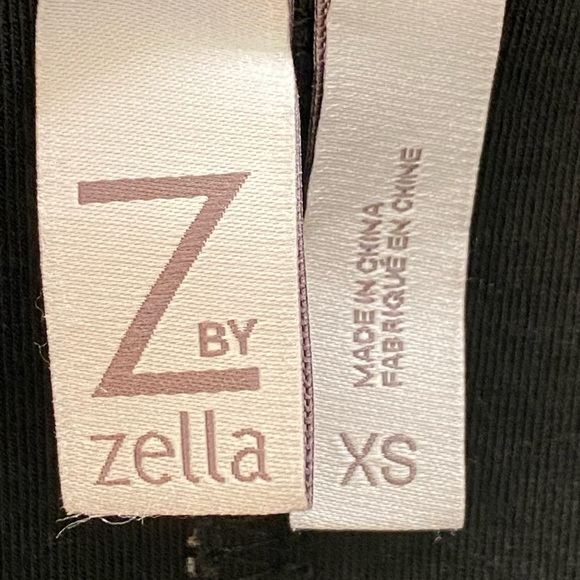 Z BY
zella
MADE IN CHINA
FABRIQUÉ EN CHINE
XS